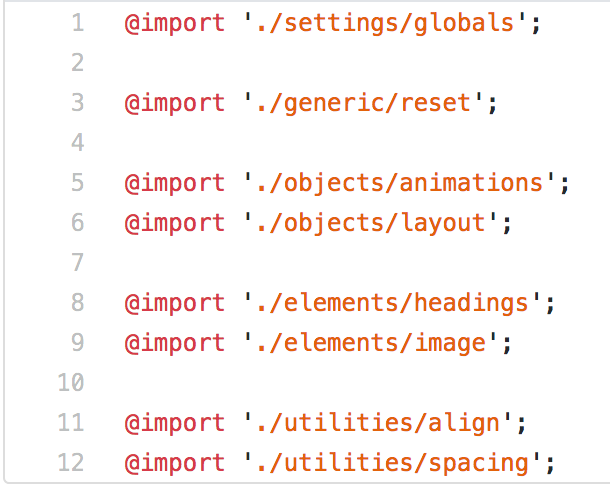 1 @import './settings/globals';
2
3 @import './generic/reset';
4
5 @import './objects/animations';
6 @import './objects/layout';
7
8 @import './elements/headings';
9 @import './elements/image';
10
11 @import './utilities/align';
12 @import './utilities/spacing';